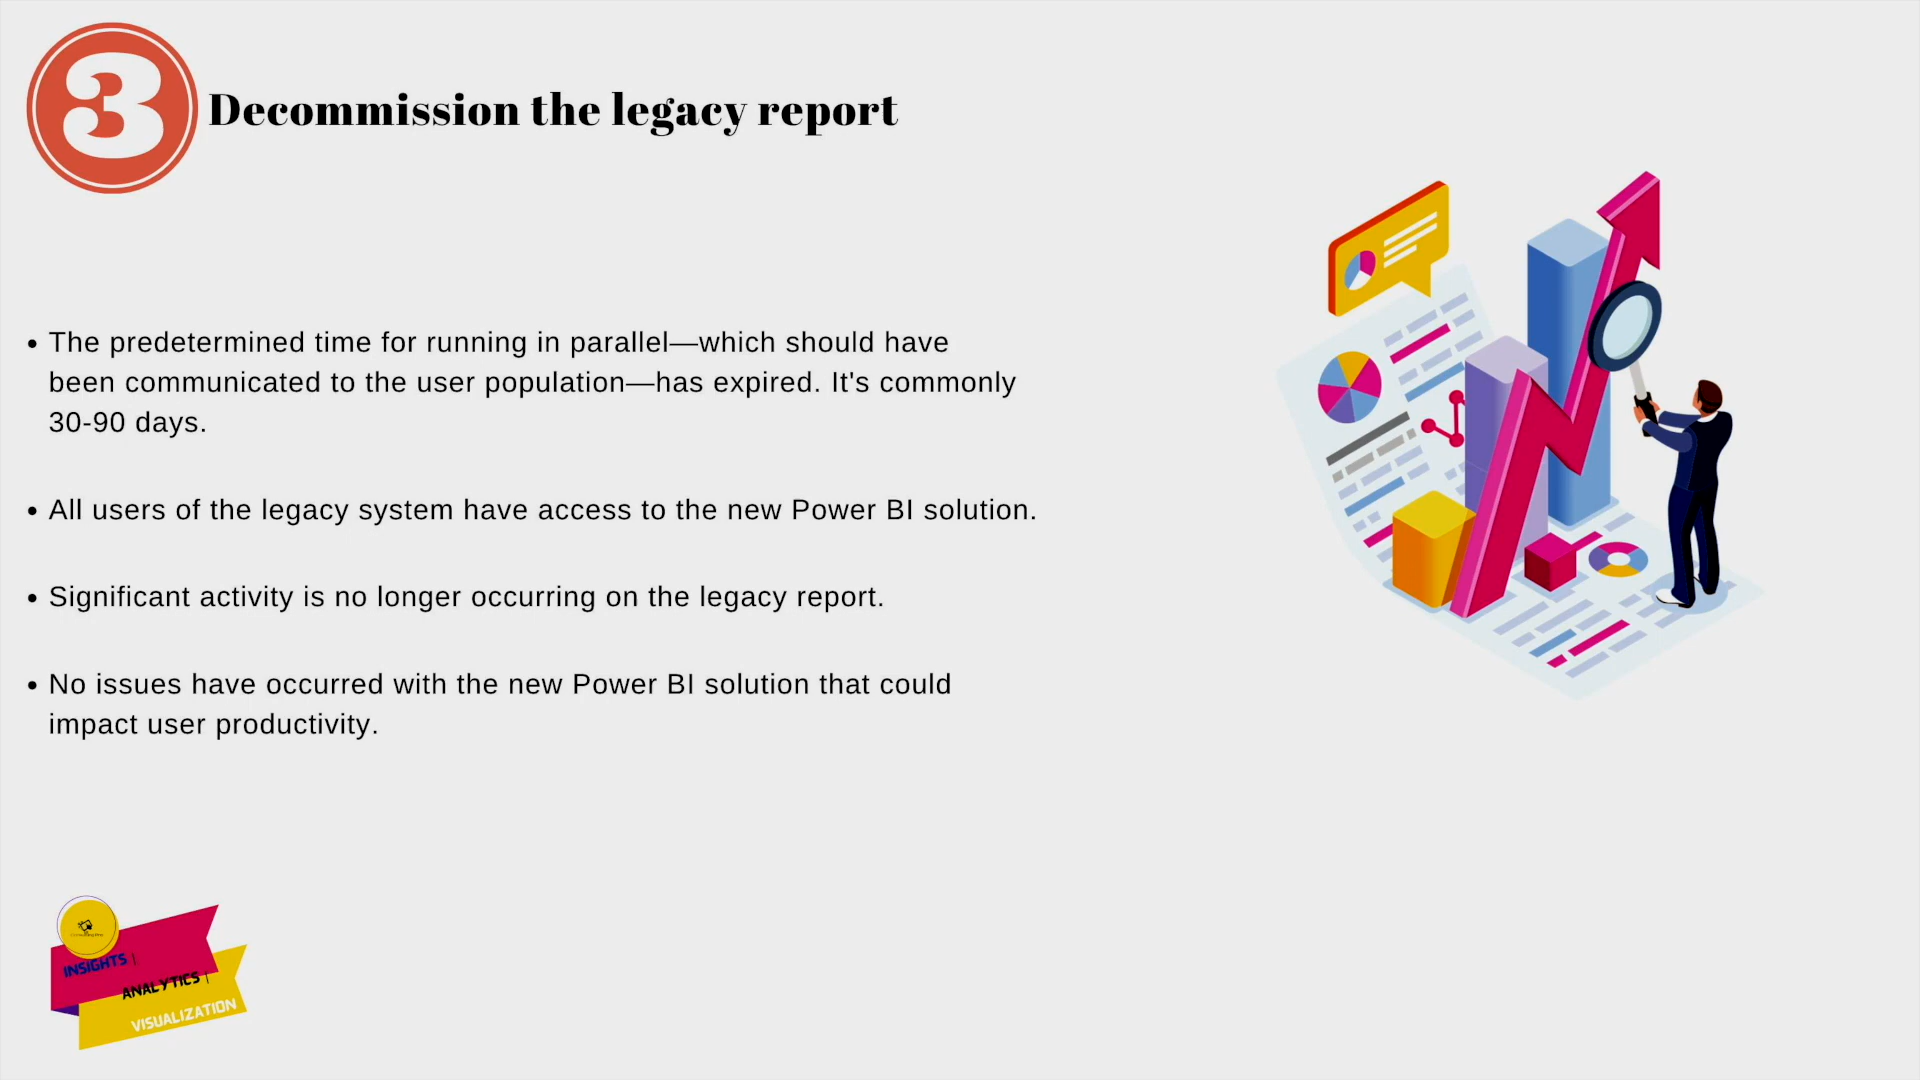 3
Decommission the legacy report
• The predetermined time for running in parallel—which should have
been communicated to the user population—has expired. It's commonly
30-90 days.
• All users of the legacy system have access to the new Power BI solution.
• Significant activity is no longer occurring on the legacy report.
• No issues have occurred with the new Power BI solution that could
impact user productivity.
INSIGHTS |
ANALYTICS |
VISUALIZATION